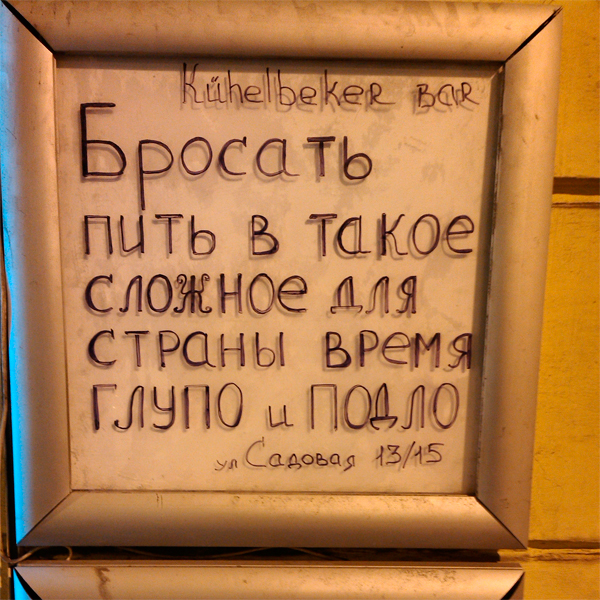 Kühelbeker BAR
Бросать
пить в такое
сложное для
страны время
глупо и подло
ул Садовая 13/15